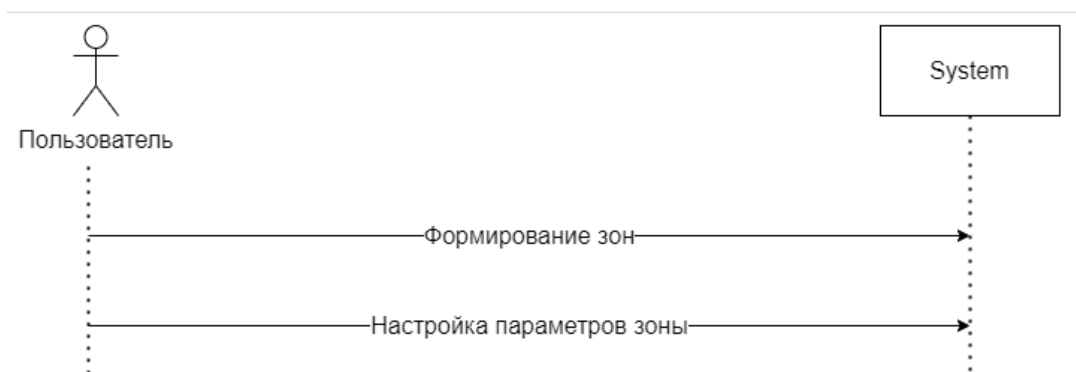 System
Пользователь
Формирование зон
Настройка параметров зоны